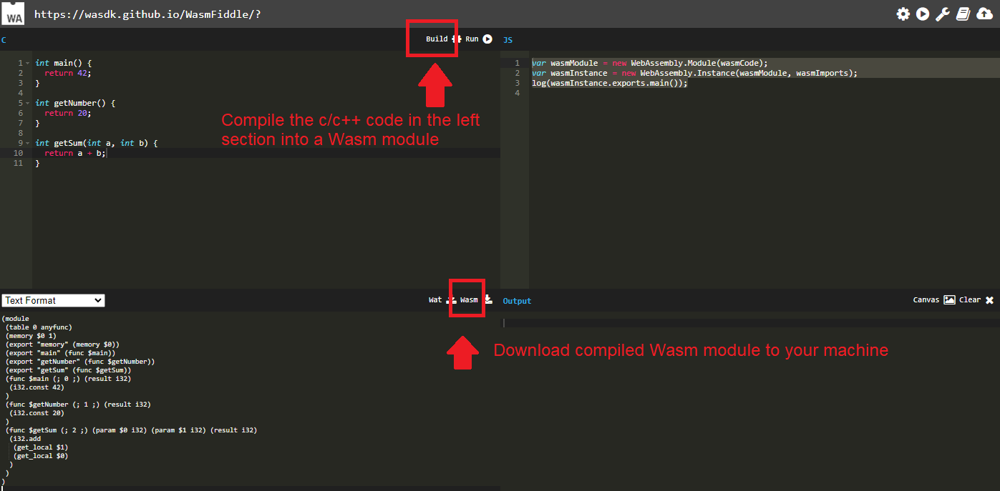 WA https://wasdk.github.io/WasmFiddle/?
C Build Run JS
1 int main() {
2 return 42;
3 }
4
5 int getNumber() {
6 return 20;
7 }
8
9 int getSum(int a, int b) {
10 return a + b;
11 }
Compile the c/c++ code in the left
section into a Wasm module
1 var wasmModule = new WebAssembly.Module(wasmCode);
2 var wasmInstance = new WebAssembly.Instance(wasmModule, wasmImports);
3 log(wasmInstance.exports.main());
4
Text Format Wat Wasm Output Canvas Clear
(module
(table 0 anyfunc)
(memory $0 1)
(export "memory" (memory $0))
(export "main" (func $main))
(export "getNumber" (func $getNumber))
(export "getSum" (func $getSum))
(func $main (; 0 ;) (result i32)
(i32.const 42)
)
(func $getNumber (; 1 ;) (result i32)
(i32.const 20)
)
(func $getSum (; 2 ;) (param $0 i32) (param $1 i32) (result i32)
(i32.add
(get_local $1)
(get_local $0)
)
)
)
Download compiled Wasm module to your machine